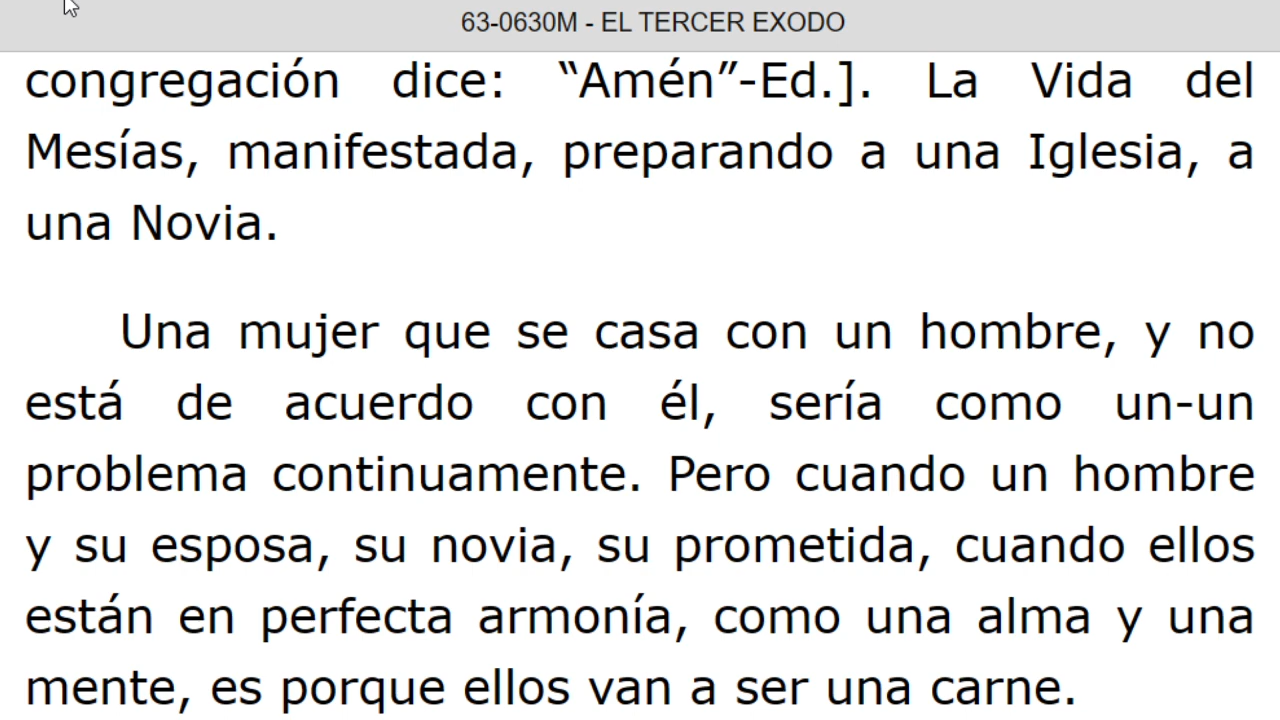 63-0630M - EL TERCER EXODO
congregación dice: “Amén”-Ed.]. La Vida del
Mesías, manifestada, preparando a una Iglesia, a
una Novia.
Una mujer que se casa con un hombre, y no
está de acuerdo con él, sería como un-un
problema continuamente. Pero cuando un hombre
y su esposa, su novia, su prometida, cuando ellos
están en perfecta armonía, como una alma y una
mente, es porque ellos van a ser una carne.